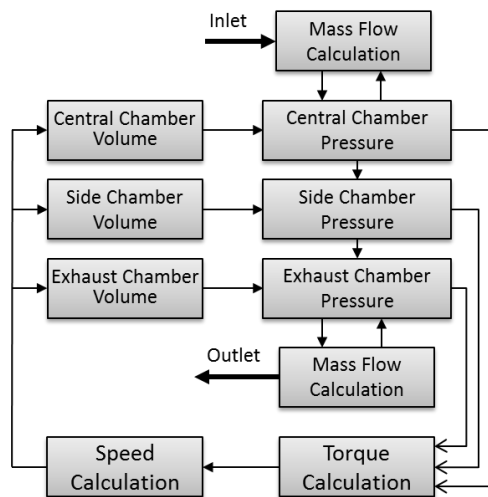 Inlet
Mass Flow
Calculation
Central Chamber
Volume
Central Chamber
Pressure
Side Chamber
Volume
Side Chamber
Pressure
Exhaust Chamber
Volume
Exhaust Chamber
Pressure
Outlet
Mass Flow
Calculation
Speed
Calculation
Torque
Calculation